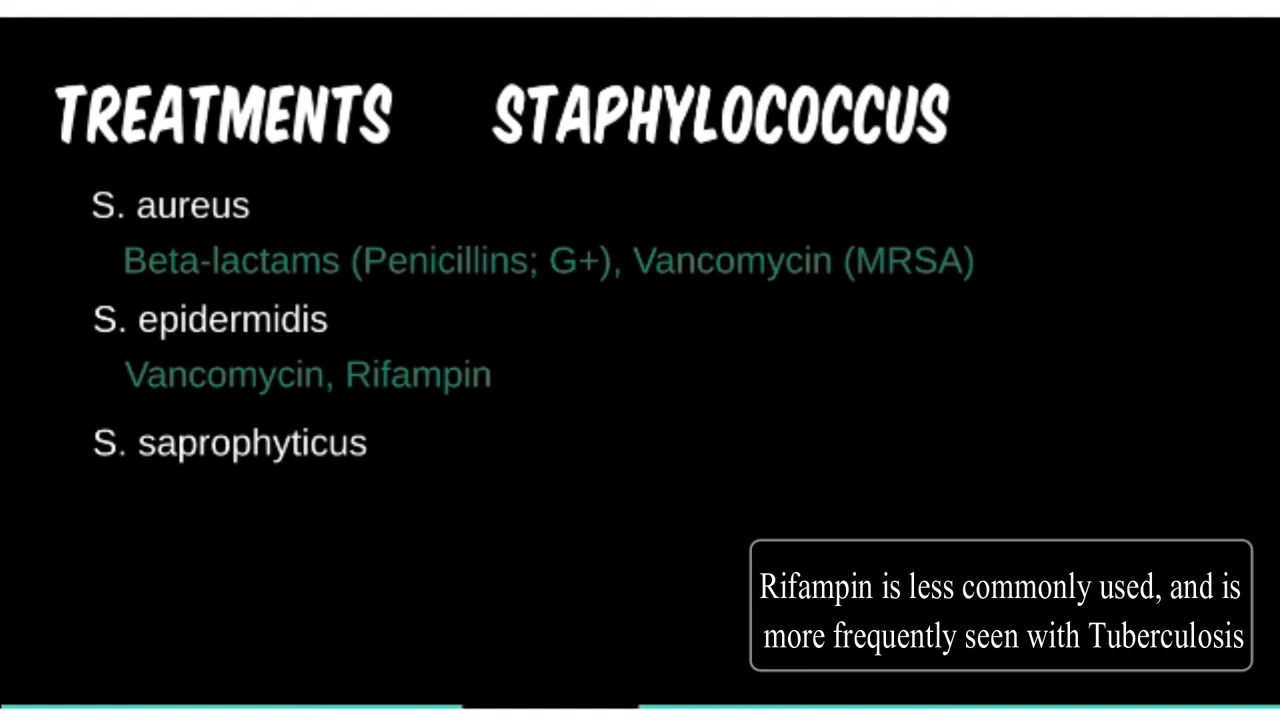 TREATMENTS STAPHYLOCOCCUS
S. aureus
Beta-lactams (Penicillins; G+), Vancomycin (MRSA)
S. epidermidis
Vancomycin, Rifampin
S. saprophyticus
Rifampin is less commonly used, and is
more frequently seen with Tuberculosis